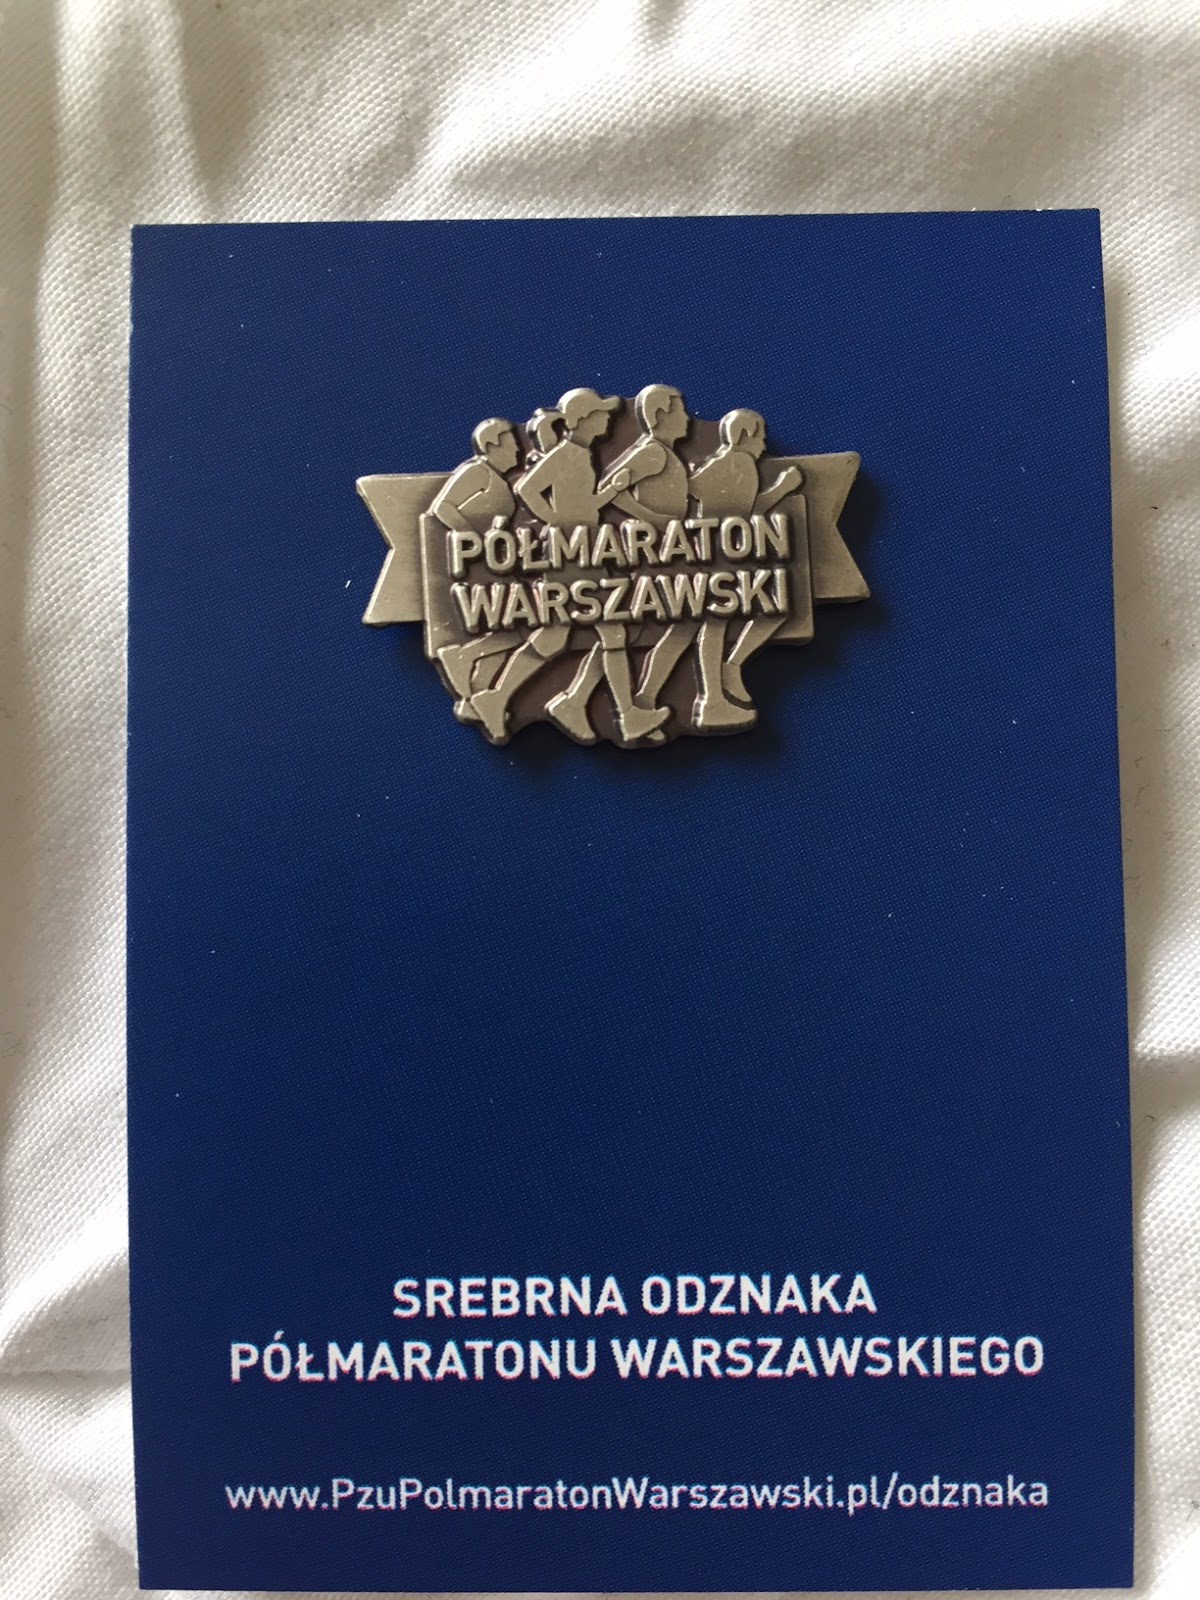 PÓŁMARATON
WARSZAWSKI
SREBRNA ODZNAKA
PÓŁMARATONU WARSZAWSKIEGO
www.PzuPolmaratonWarszawski.pl/odznaka